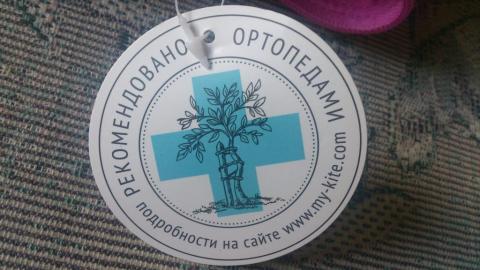 РЕКОМЕНДОВАНО ОРТОПЕДАМИ
подробности на сайте www.my-kite.com